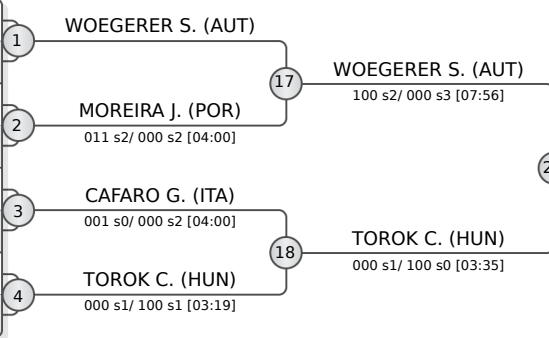 WOEGERER S. (AUT)
1
17
WOEGERER S. (AUT)
100 s2/ 000 s3 [07:56]
MOREIRA J. (POR)
2
011 s2/ 000 s2 [04:00]
CAFARO G. (ITA)
3
001 s0/ 000 s2 [04:00]
18
TOROK C. (HUN)
000 s1/ 100 s0 [03:35]
TOROK C. (HUN)
4
000 s1/ 100 s1 [03:19]